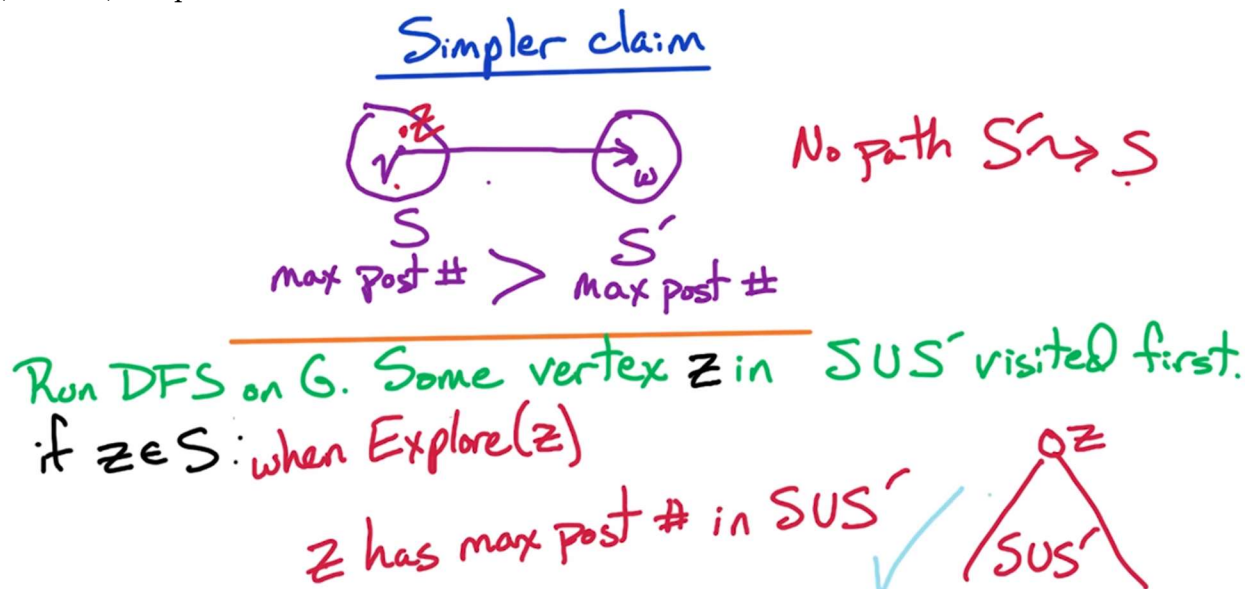 Simpler claim
z
v
w
No path S′⇝S
S
S′
max post # > max post #
Run DFS on G. Some vertex z in S∪S′ visited first.
if z∈S: when Explore(z)
z
z has max post # in S∪S′ ✓
S∪S′